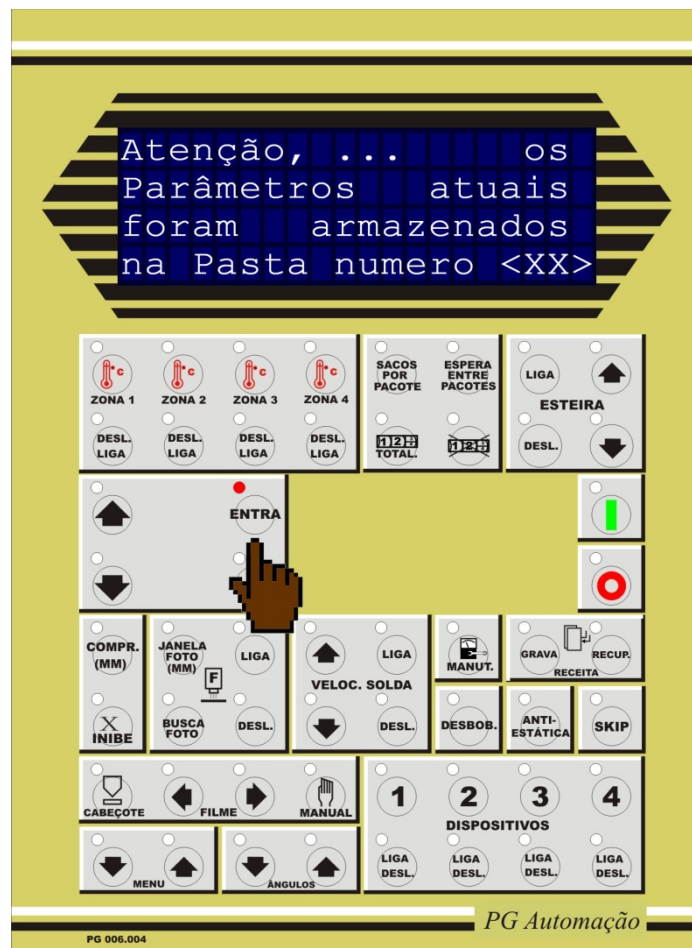 Atenção, ... os
Parâmetros atuais
foram armazenados
na Pasta numero <XX>
°C °C °C °C
ZONA 1 ZONA 2 ZONA 3 ZONA 4
DESL. LIGA DESL. LIGA DESL. LIGA DESL. LIGA
SACOS POR PACOTE
ESPERA ENTRE PACOTES
TOTAL.
LIGA
ESTEIRA
DESL.
ENTRA
COMPR. (MM)
X
INIBE
JANELA FOTO (MM)
F
LIGA
BUSCA FOTO
DESL.
LIGA
VELOC. SOLDA
DESL.
MANUT.
GRAVA RECUP.
RECEITA
DESBOB.
ANTI-ESTÁTICA
SKIP
CABEÇOTE FILME MANUAL
1 2 3 4
DISPOSITIVOS
LIGA DESL. LIGA DESL. LIGA DESL. LIGA DESL.
MENU ÂNGULOS
PG Automação
PG 006.004